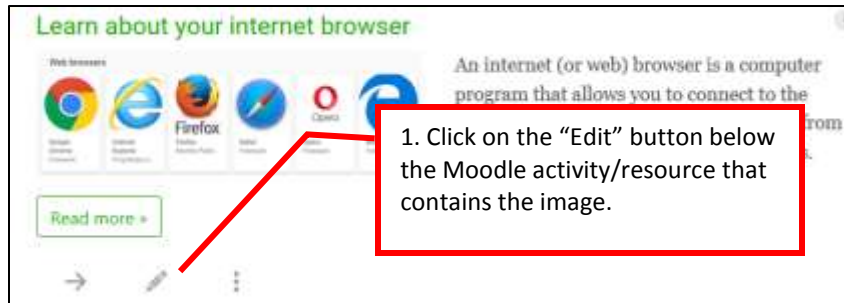 Learn about your internet browser
Web browsers
Firefox
Opera
An internet (or web) browser is a computer
program that allows you to connect to the
from
1. Click on the “Edit” button below
the Moodle activity/resource that
contains the image.
Read more »